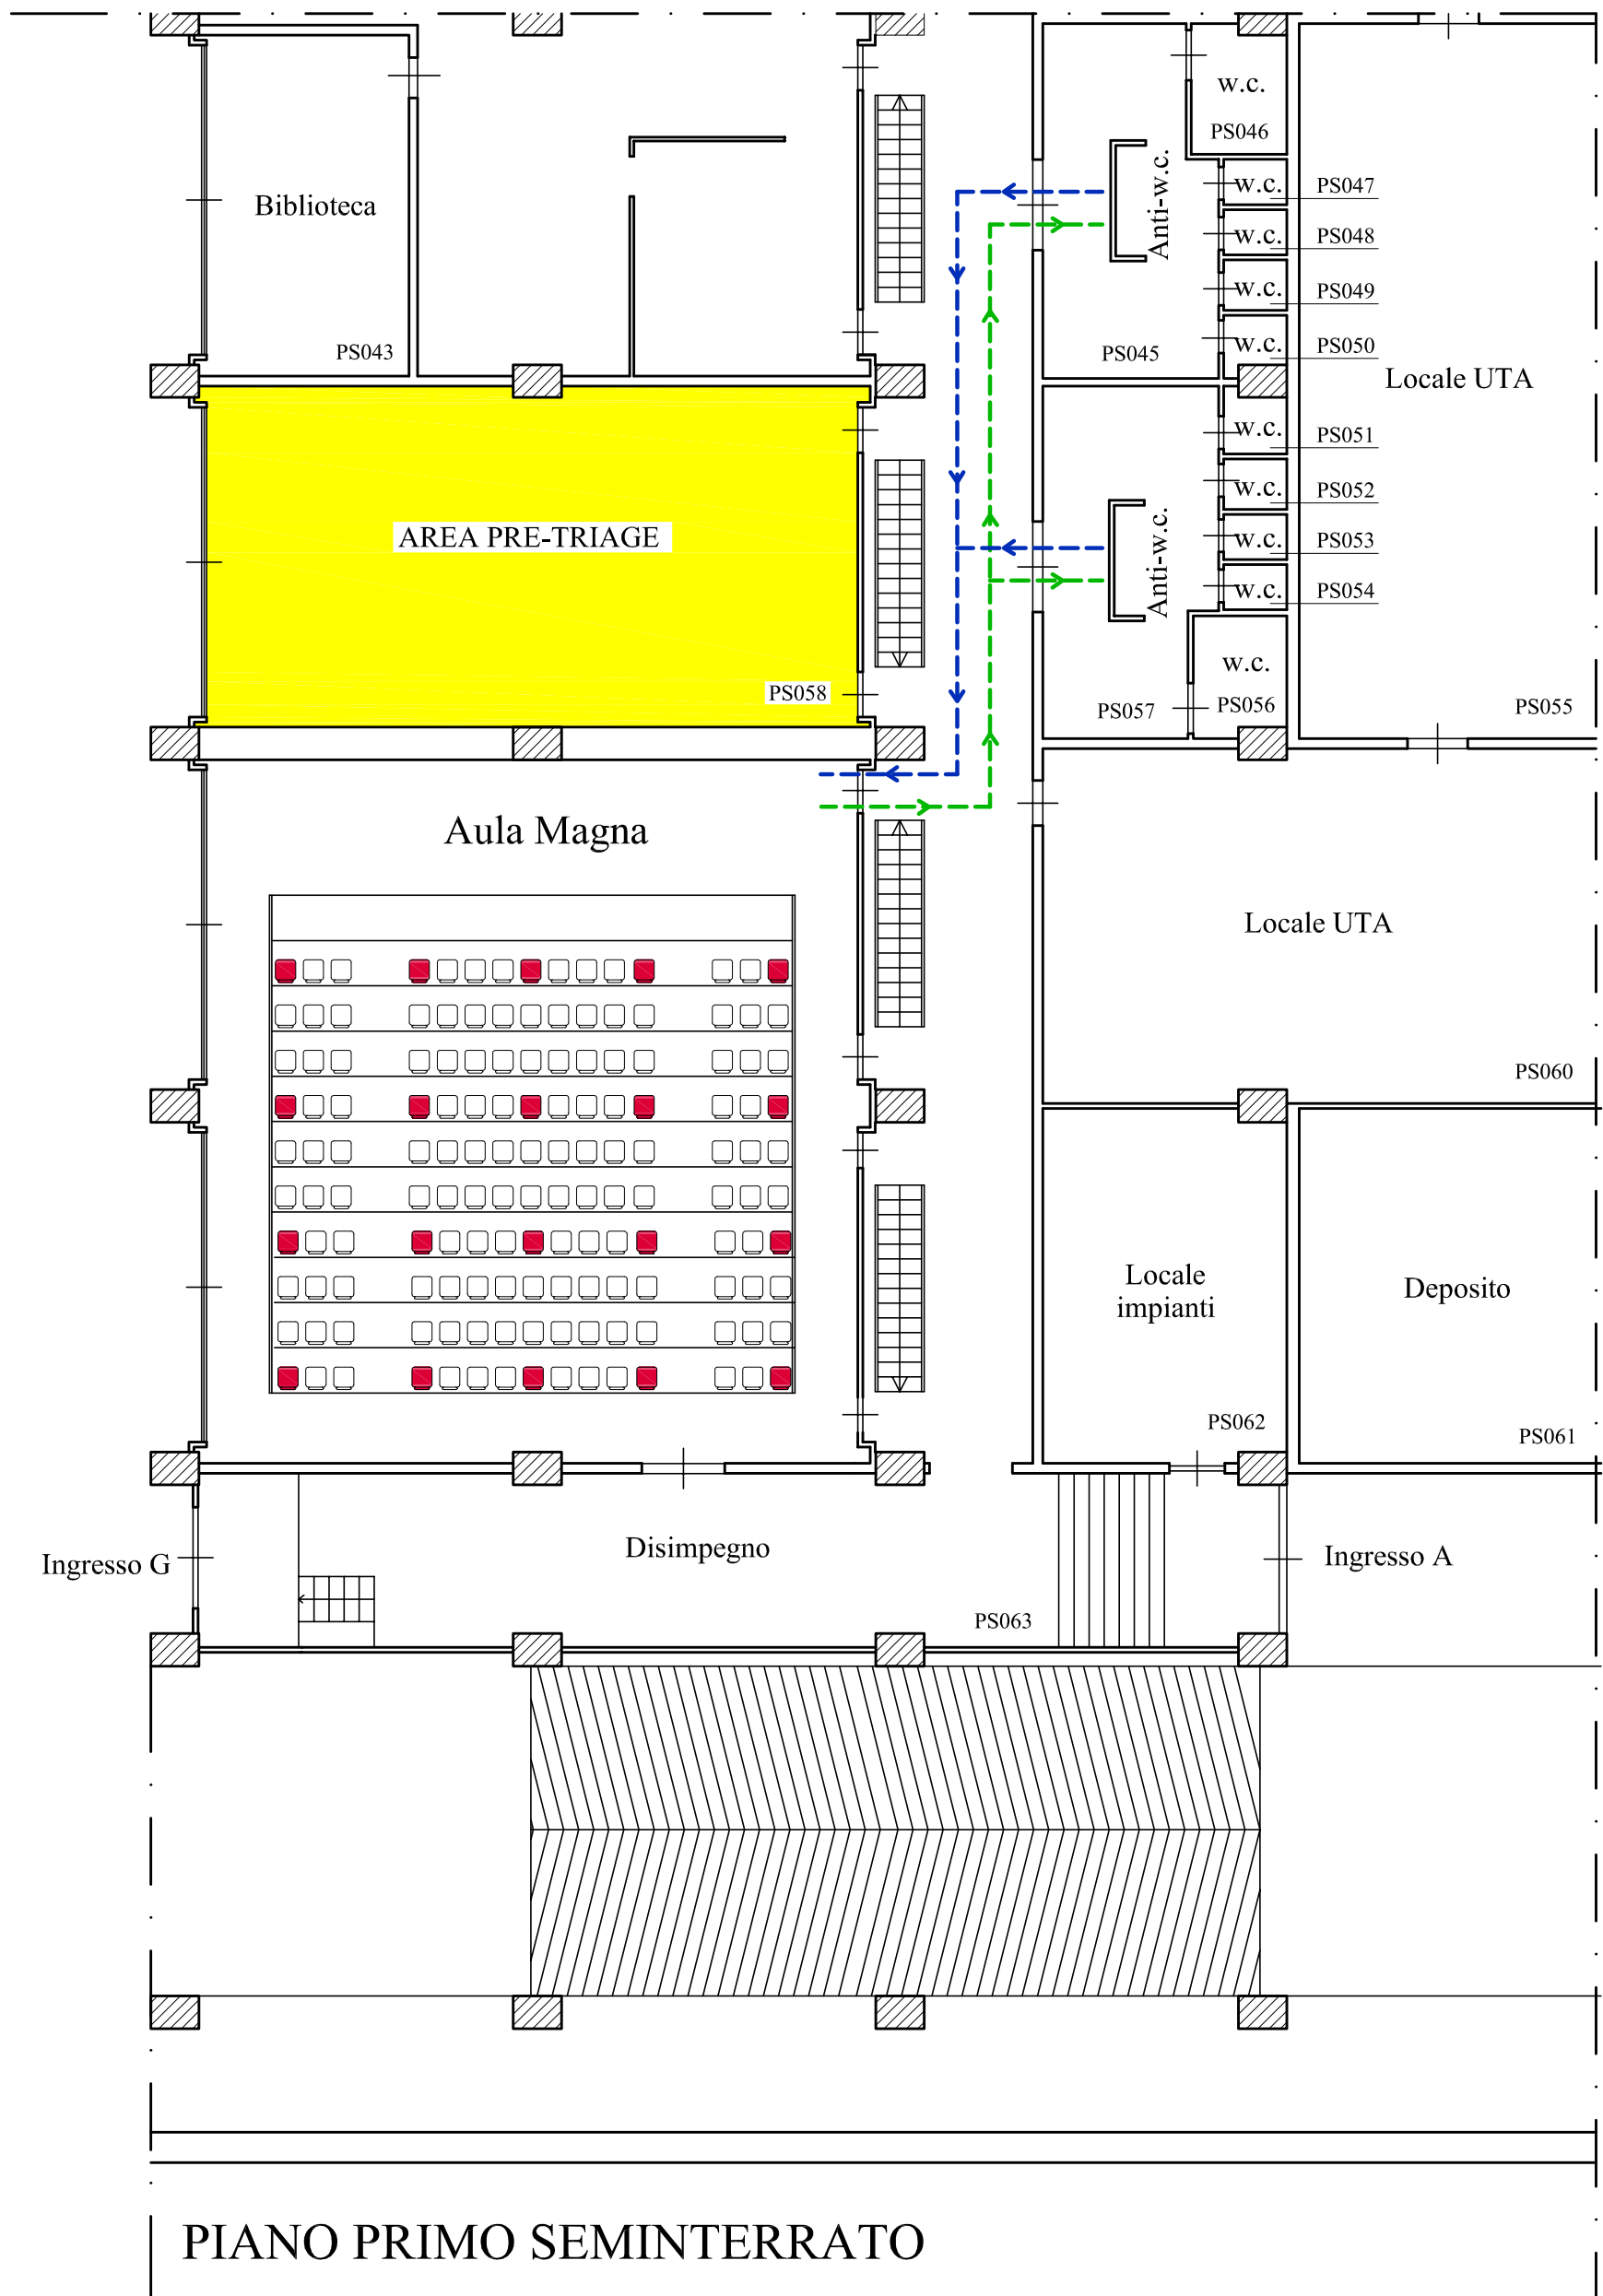 w.c.
PS046
Biblioteca
Anti-w.c.
w.c.
PS047
w.c.
PS048
w.c.
PS049
w.c.
PS050
PS043
PS045
Locale UTA
w.c.
PS051
w.c.
PS052
AREA PRE-TRIAGE
Anti-w.c.
w.c.
PS053
w.c.
PS054
w.c.
PS058
PS057
PS056
PS055
Aula Magna
Locale UTA
PS060
Locale
impianti
Deposito
PS062
PS061
Ingresso G
Disimpegno
Ingresso A
PS063
PIANO PRIMO SEMINTERRATO